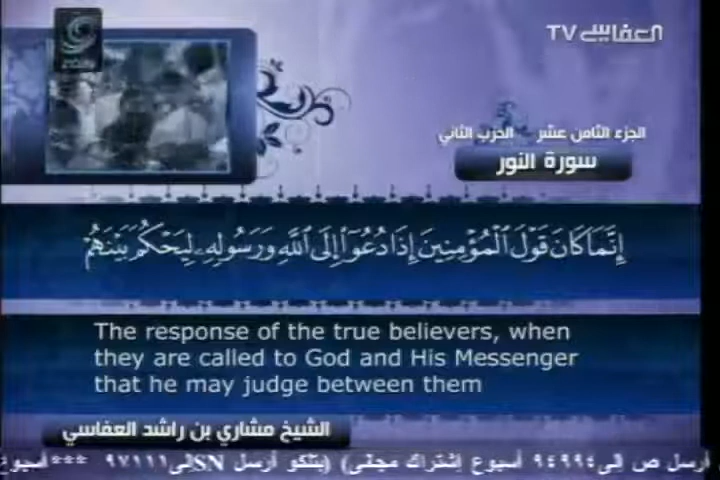 العفاسي TV
الجزء الثامن عشر الحزب الثاني
سورة النور
إِنَّمَا كَانَ قَوْلَ الْمُؤْمِنِينَ إِذَا دُعُوٓا۟ إِلَى اللَّهِ وَرَسُولِهِۦ لِيَحْكُمَ بَيْنَهُمْ
The response of the true believers, when
they are called to God and His Messenger
that he may judge between them
الشيخ مشاري بن راشد العفاسي
أرسل ص إلى ٩٤٩٩٤ أسبوع إشتراك مجاني) (بتلكو أرسل SN إلى ٩٧١١١ *** أسبوع